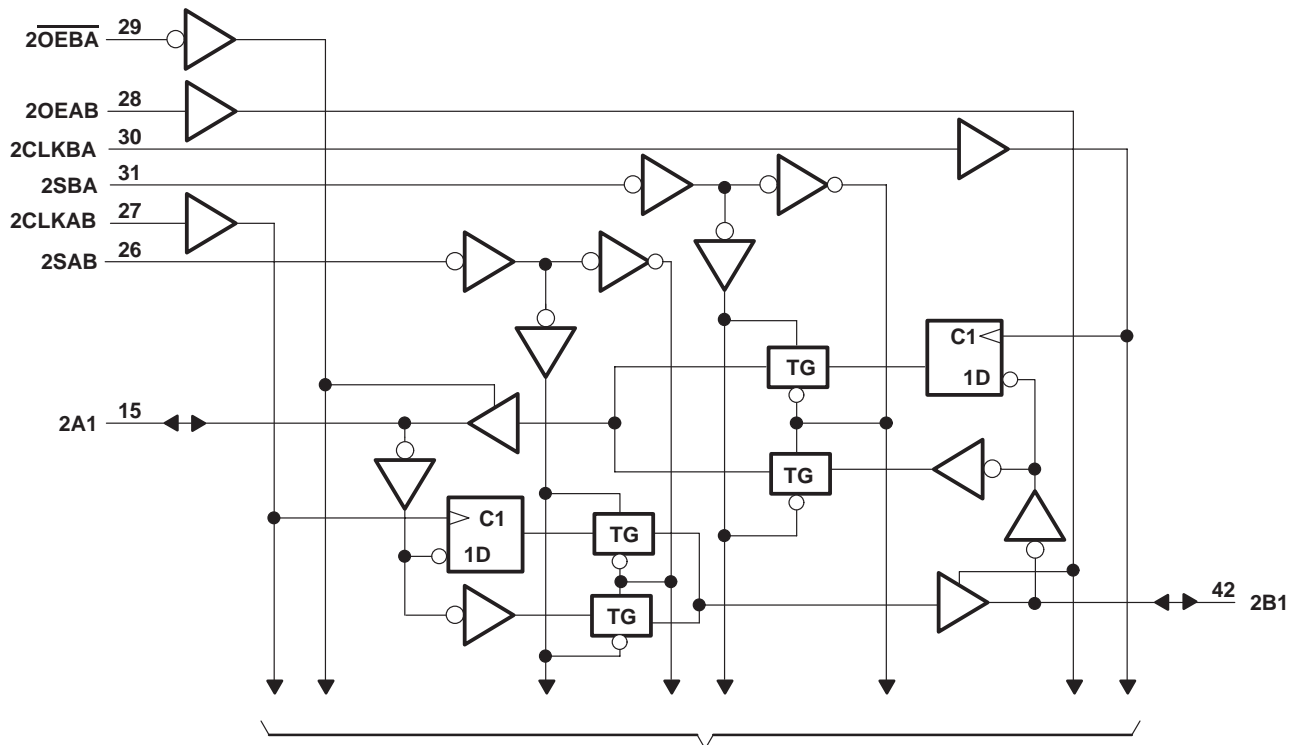 2O̅E̅B̅A̅ 29
2OEAB 28
2CLKBA 30
2SBA 31
2CLKAB 27
2SAB 26
C1
1D
TG
2A1 15
TG
C1
1D
TG
TG
42 2B1